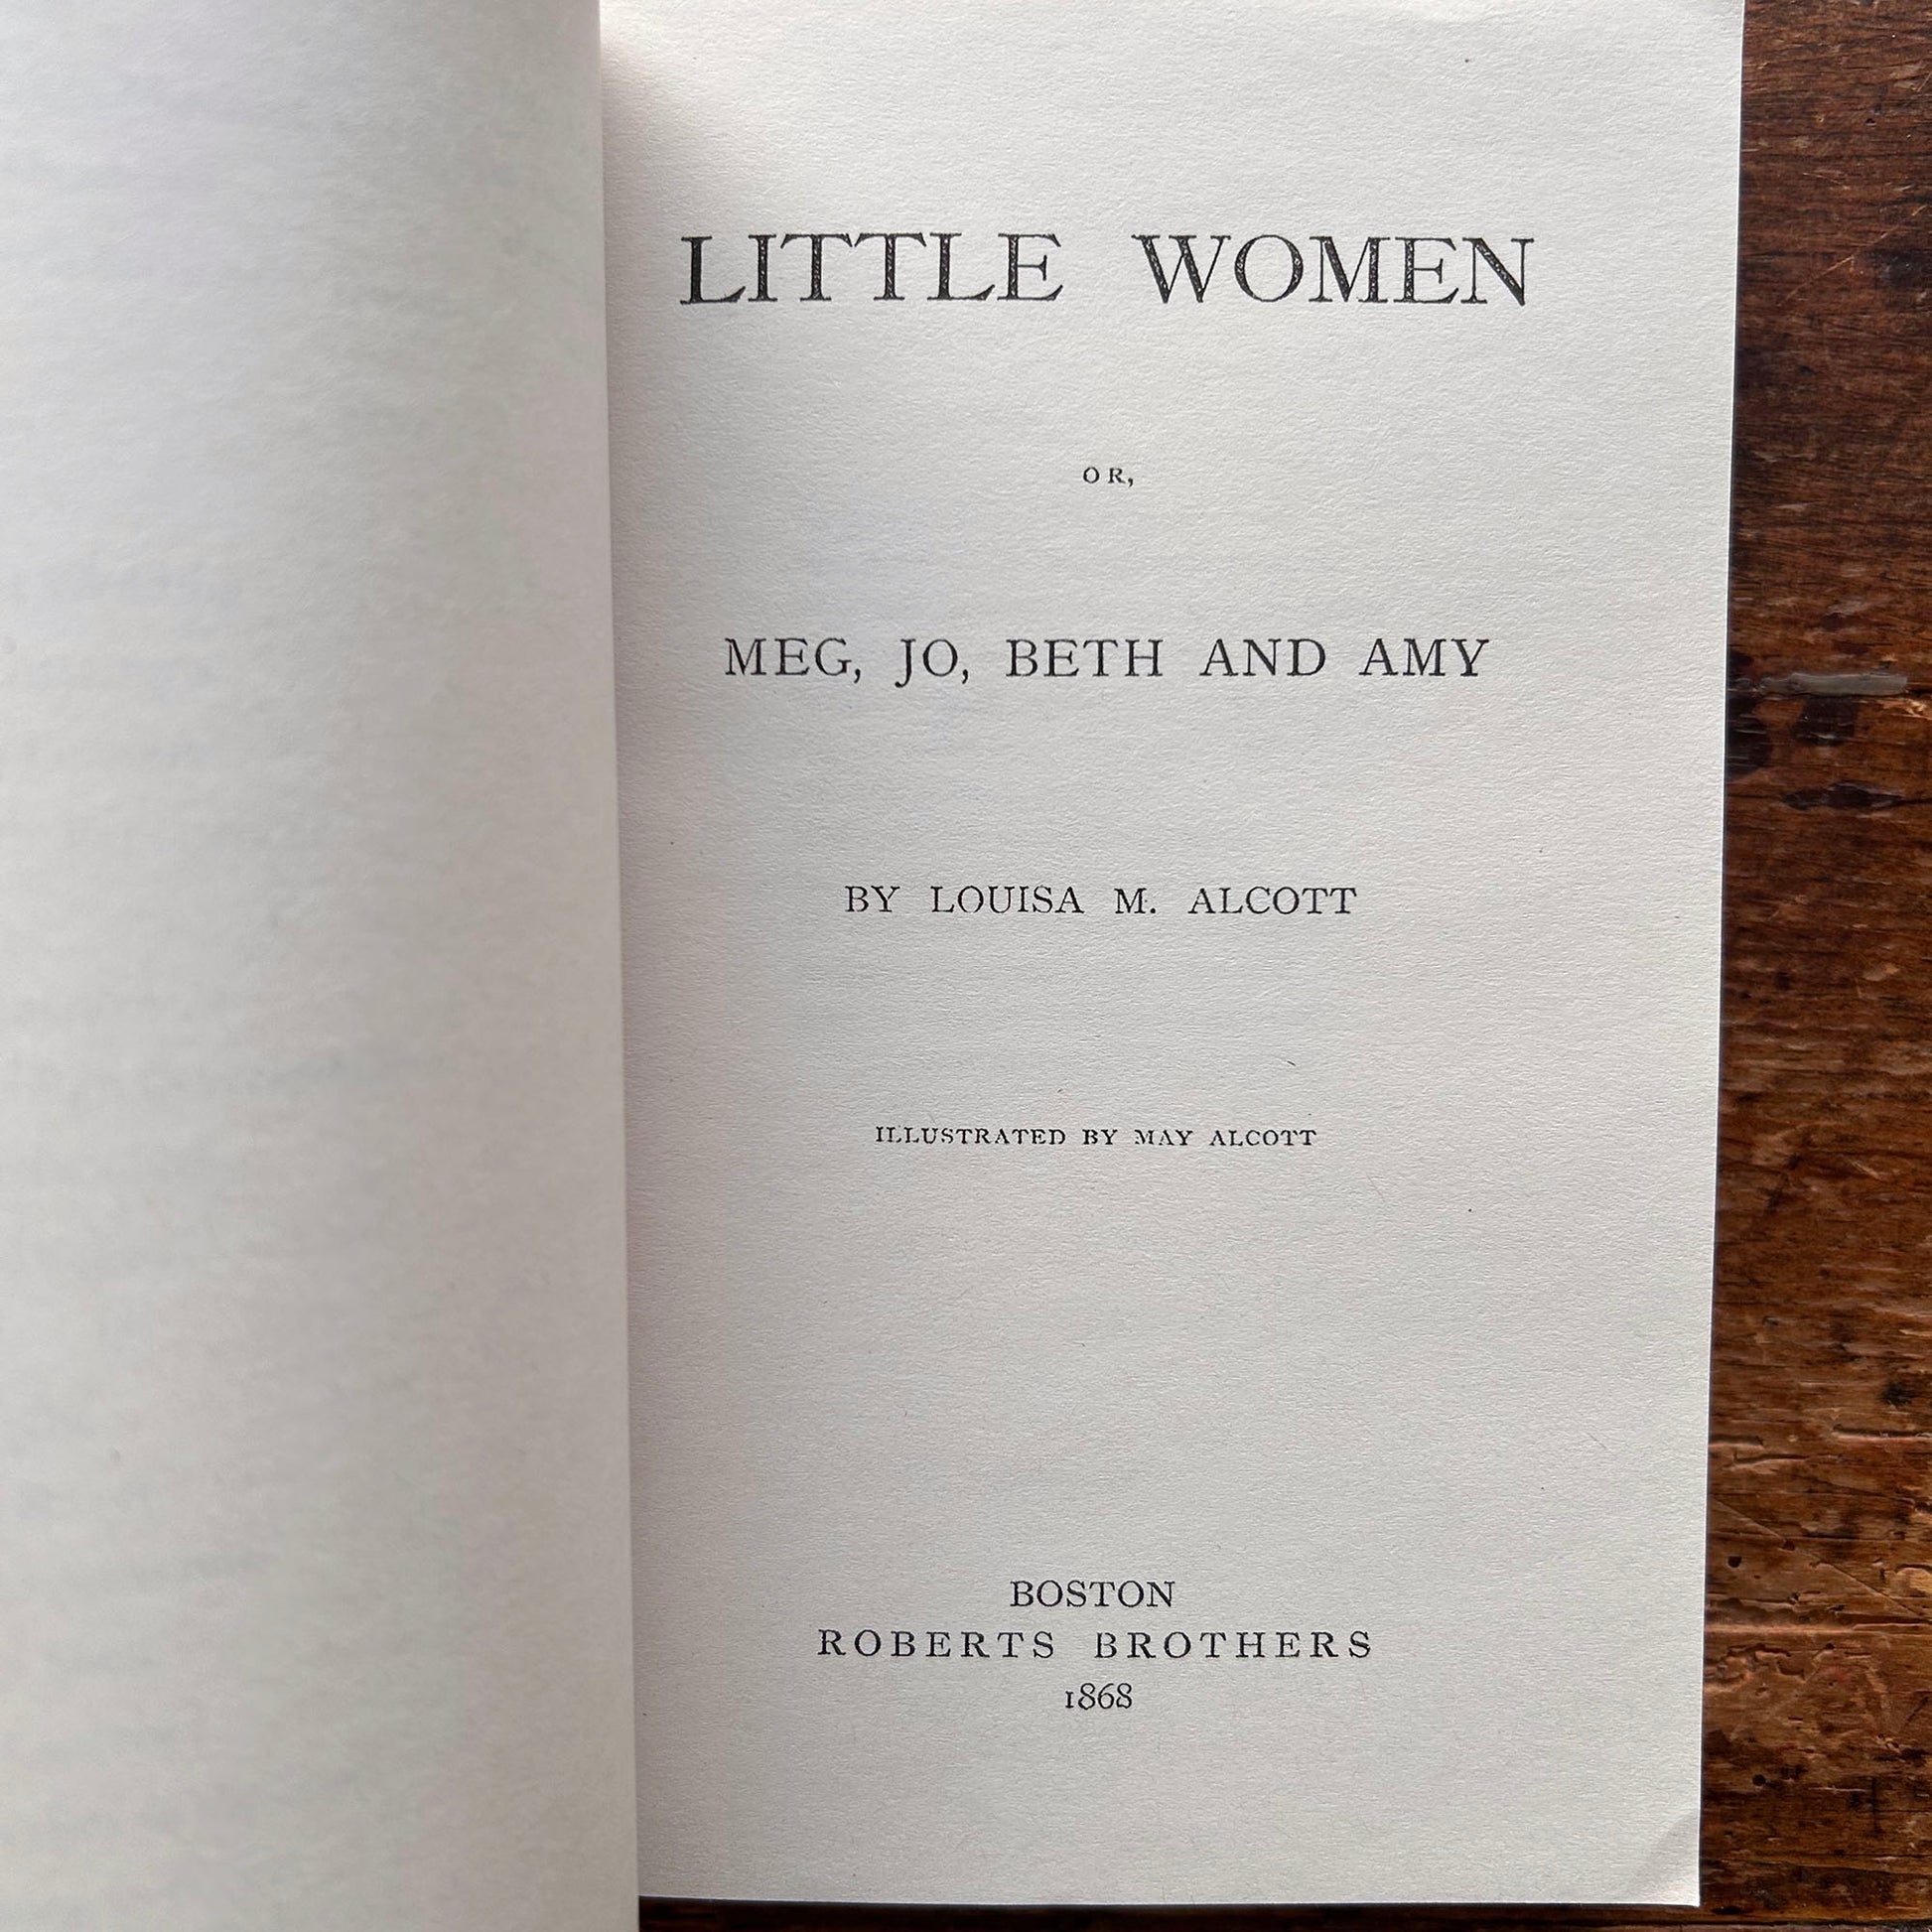 LITTLE WOMEN
OR,
MEG, JO, BETH AND AMY
BY LOUISA M. ALCOTT
ILLUSTRATED BY MAY ALCOTT
BOSTON
ROBERTS BROTHERS
1868